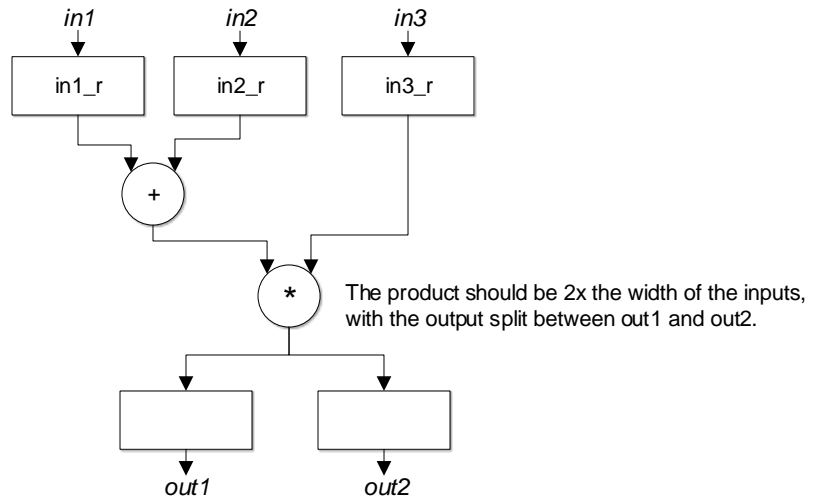 in1 in2 in3
in1_r in2_r in3_r
+
*
The product should be 2x the width of the inputs,
with the output split between out1 and out2.
out1 out2